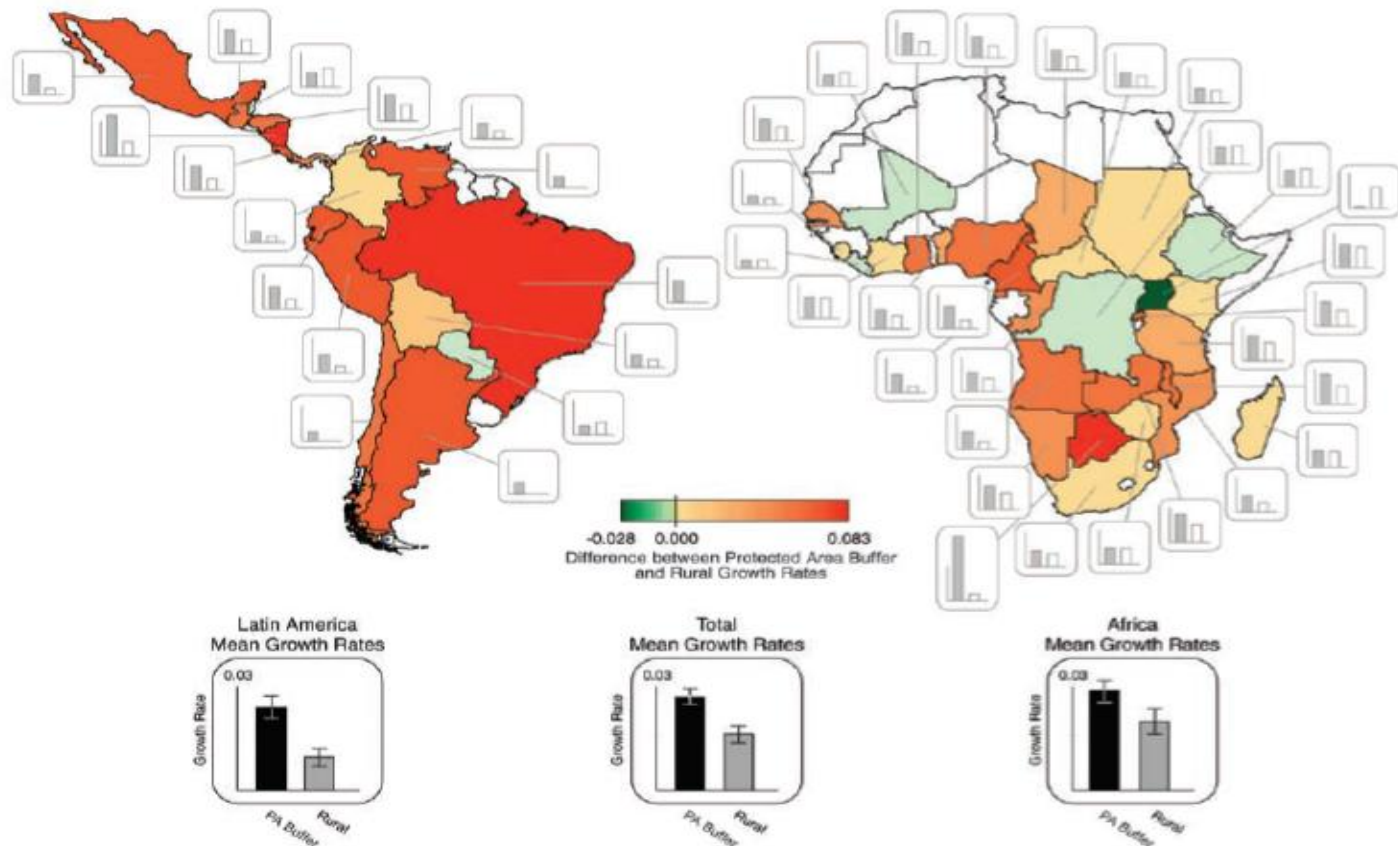 -0.028 0.000 0.083
Difference between Protected Area Buffer
and Rural Growth Rates
Latin America
Mean Growth Rates
0.03
Growth Rate
PA Buffer
Rural
Total
Mean Growth Rates
0.03
Growth Rate
PA Buffer
Rural
Africa
Mean Growth Rates
0.03
Growth Rate
PA Buffer
Rural